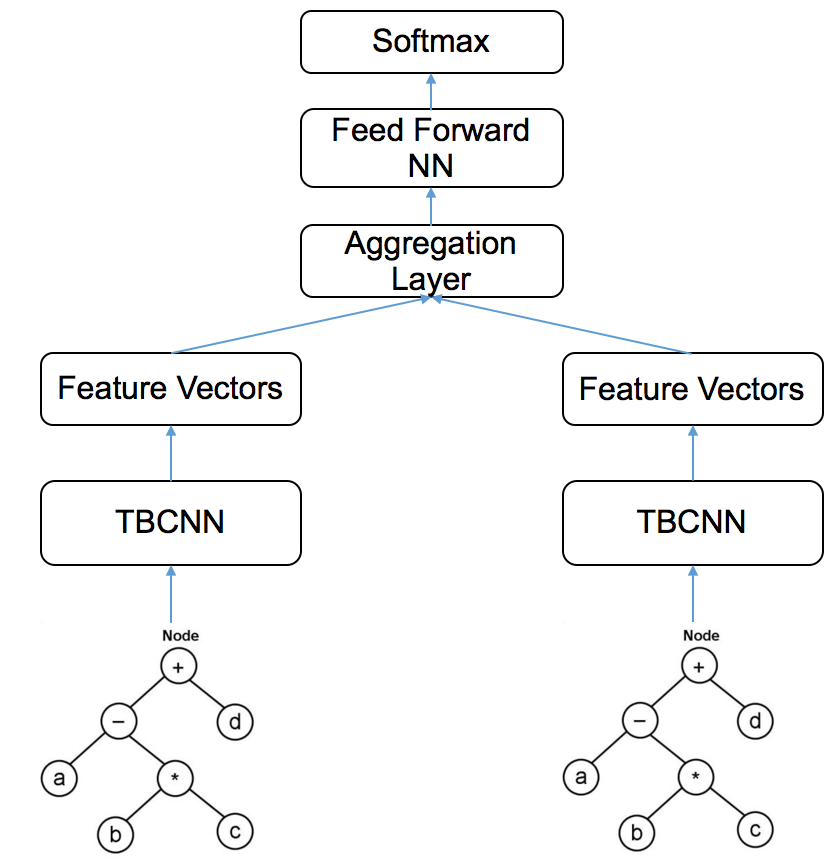 Softmax
Feed Forward
NN
Aggregation
Layer
Feature Vectors
Feature Vectors
TBCNN
TBCNN
Node
Node
+
+
−
d
−
d
a
*
a
*
b
c
b
c